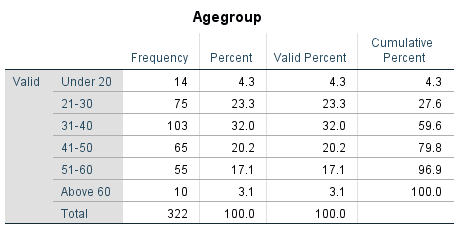 Agegroup
Frequency Percent Valid Percent Cumulative Percent
Valid Under 20 14 4.3 4.3 4.3
21-30 75 23.3 23.3 27.6
31-40 103 32.0 32.0 59.6
41-50 65 20.2 20.2 79.8
51-60 55 17.1 17.1 96.9
Above 60 10 3.1 3.1 100.0
Total 322 100.0 100.0